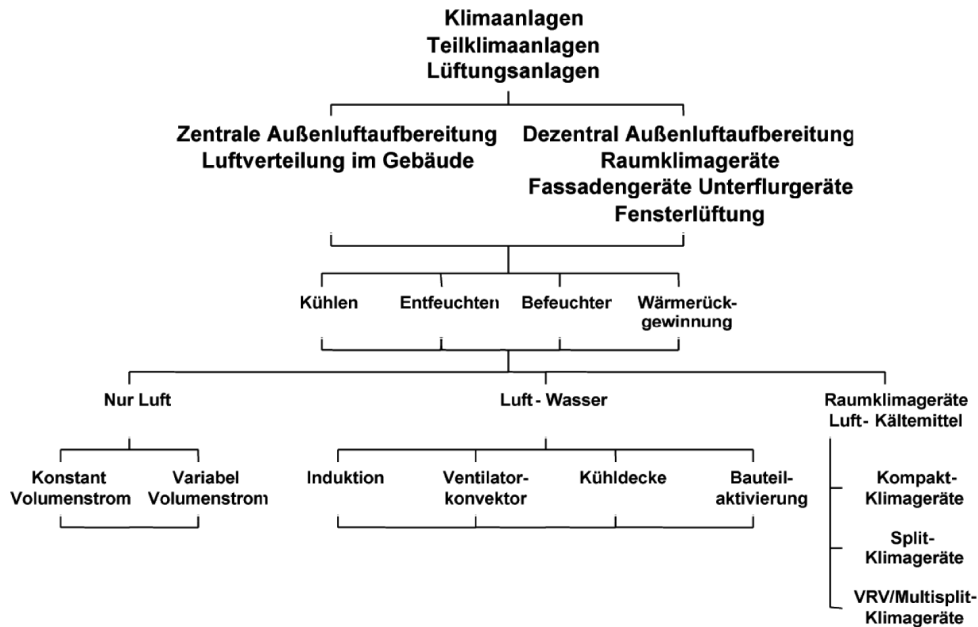 Klimaanlagen
Teilklimaanlagen
Lüftungsanlagen
Zentrale Außenluftaufbereitung
Luftverteilung im Gebäude
Dezentral Außenluftaufbereitung
Raumklimageräte
Fassadengeräte Unterflurgeräte
Fensterlüftung
Kühlen
Entfeuchten
Befeuchter
Wärmerück-
gewinnung
Nur Luft
Luft - Wasser
Raumklimageräte
Luft- Kältemittel
Konstant
Volumenstrom
Variabel
Volumenstrom
Induktion
Ventilator-
konvektor
Kühldecke
Bauteil-
aktivierung
Kompakt-
Klimageräte
Split-
Klimageräte
VRV/Multisplit-
Klimageräte